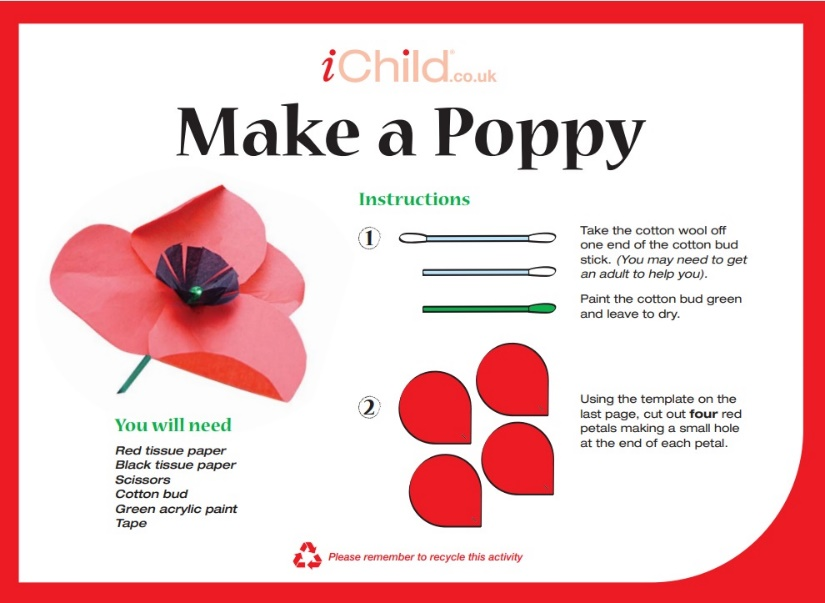 iChild.co.uk
Make a Poppy
Instructions
1
Take the cotton wool off
one end of the cotton bud
stick. (You may need to get
an adult to help you).
Paint the cotton bud green
and leave to dry.
2
Using the template on the
last page, cut out four red
petals making a small hole
at the end of each petal.
You will need
Red tissue paper
Black tissue paper
Scissors
Cotton bud
Green acrylic paint
Tape
Please remember to recycle this activity